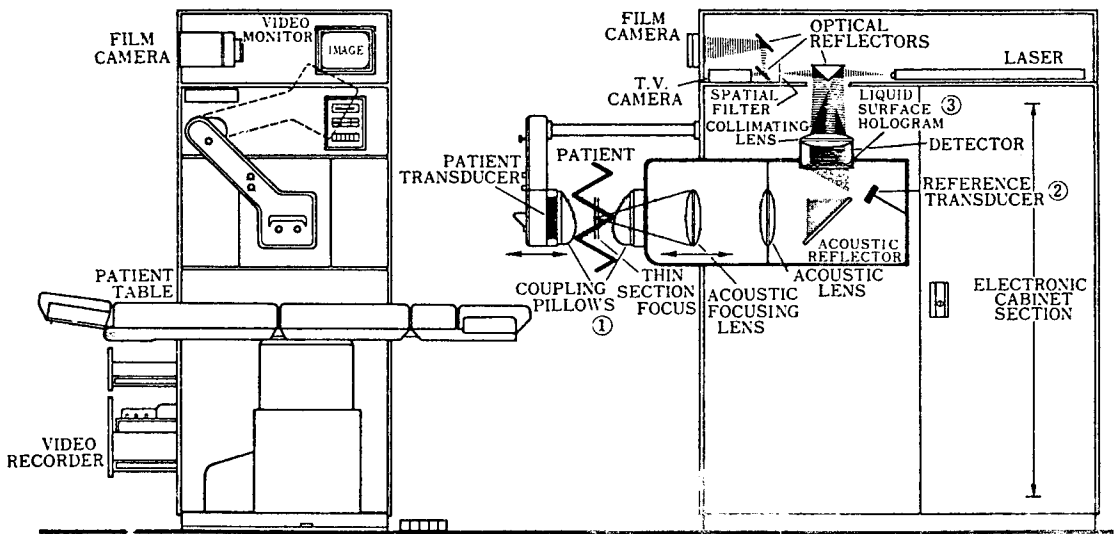 FILM
CAMERA
VIDEO
MONITOR
IMAGE
PATIENT
TABLE
VIDEO
RECORDER
FILM
CAMERA
OPTICAL
REFLECTORS
LASER
T.V.
CAMERA
SPATIAL
FILTER
COLLIMATING
LENS
LIQUID
SURFACE ③
HOLOGRAM
DETECTOR
PATIENT
TRANSDUCER
PATIENT
REFERENCE
TRANSDUCER ②
ACOUSTIC
REFLECTOR
COUPLING
PILLOWS
①
THIN
SECTION
FOCUS
ACOUSTIC
FOCUSING
LENS
ACOUSTIC
LENS
ELECTRONIC
CABINET
SECTION